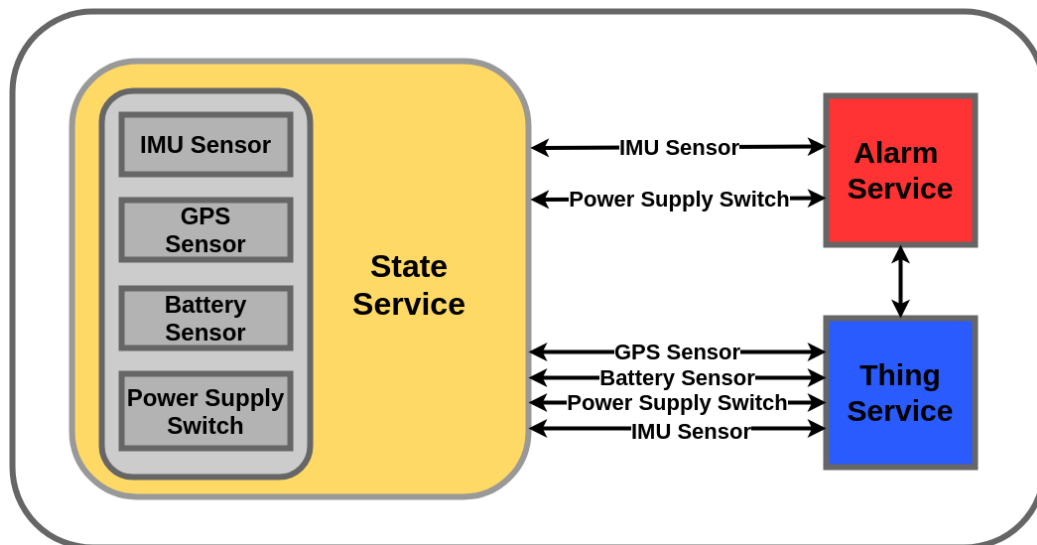 IMU Sensor
GPS
Sensor
Battery
Sensor
Power Supply
Switch
State
Service
IMU Sensor
Power Supply Switch
GPS Sensor
Battery Sensor
Power Supply Switch
IMU Sensor
Alarm
Service
Thing
Service